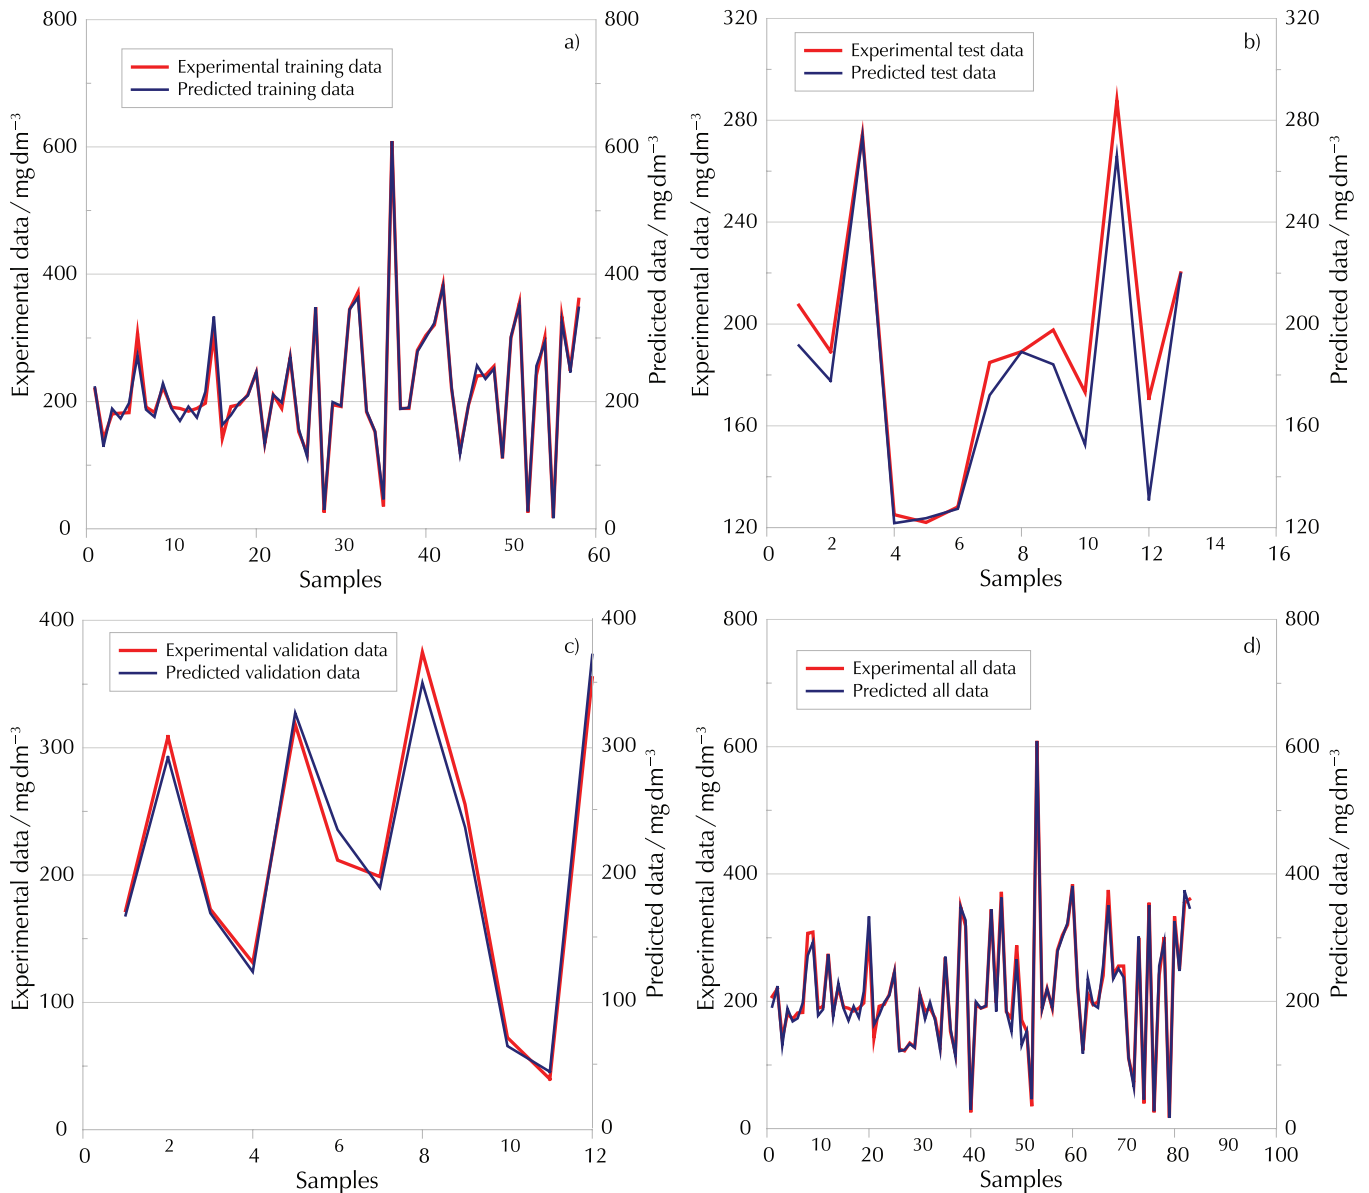 800
600
400
200
0
Experimental data / mg dm⁻³
a)
Experimental training data
Predicted training data
800
600
400
200
0
Predicted data / mg dm⁻³
0 10 20 30 40 50 60
Samples
320
280
240
200
160
120
Experimental data / mg dm⁻³
b)
Experimental test data
Predicted test data
320
280
240
200
160
120
Predicted data / mg dm⁻³
0 2 4 6 8 10 12 14 16
Samples
400
300
200
100
0
Experimental data / mg dm⁻³
c)
Experimental validation data
Predicted validation data
400
300
200
100
0
Predicted data / mg dm⁻³
0 2 4 6 8 10 12
Samples
800
600
400
200
0
Experimental data / mg dm⁻³
d)
Experimental all data
Predicted all data
800
600
400
200
0
Predicted data / mg dm⁻³
0 10 20 30 40 50 60 70 80 90 100
Samples